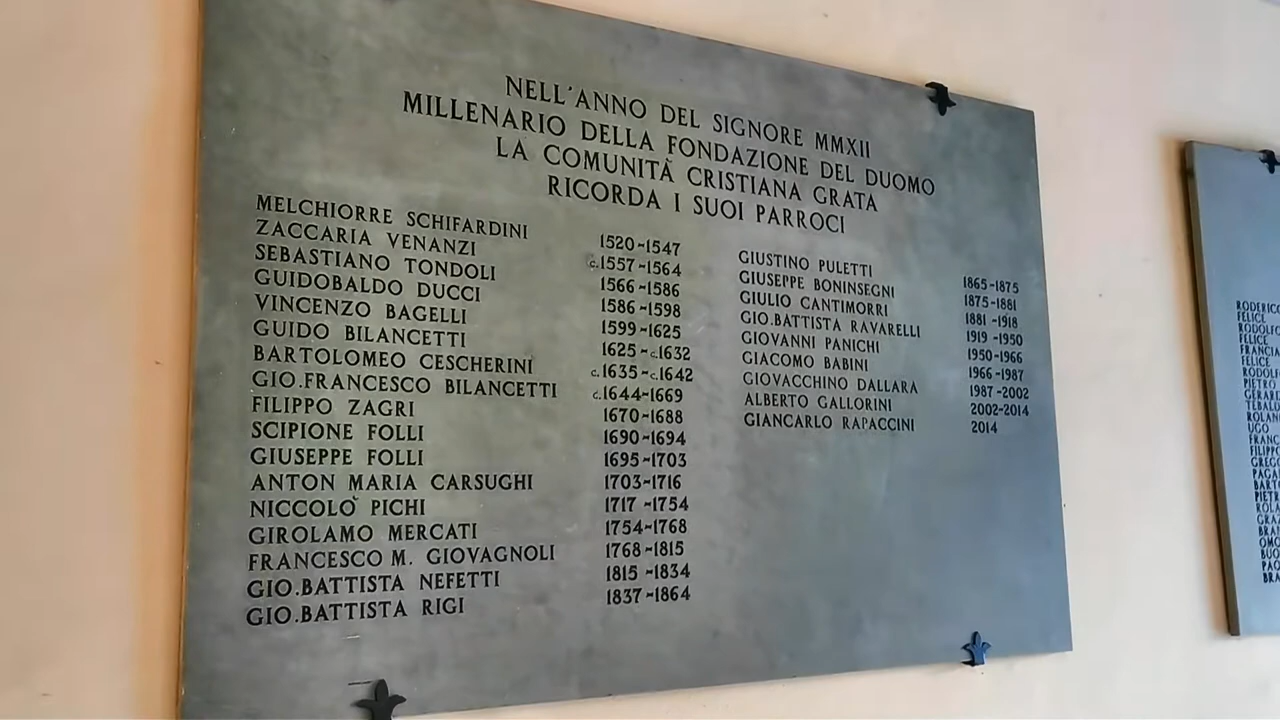 NELL'ANNO DEL SIGNORE MMXII
MILLENARIO DELLA FONDAZIONE DEL DUOMO
LA COMUNITÀ CRISTIANA GRATA
RICORDA I SUOI PARROCI
MELCHIORRE SCHIFARDINI 1520-1547
ZACCARIA VENANZI c.1557-1564
SEBASTIANO TONDOLI 1566-1586
GUIDOBALDO DUCCI 1586-1598
VINCENZO BAGELLI 1599-1625
GUIDO BILANCETTI 1625-c.1632
BARTOLOMEO CESCHERINI c.1635-c.1642
GIO.FRANCESCO BILANCETTI c.1644-1669
FILIPPO ZAGRI 1670-1688
SCIPIONE FOLLI 1690-1694
GIUSEPPE FOLLI 1695-1703
ANTON MARIA CARSUGHI 1703-1716
NICCOLÒ PICHI 1717-1754
GIROLAMO MERCATI 1754-1768
FRANCESCO M. GIOVAGNOLI 1768-1815
GIO.BATTISTA NEFETTI 1815-1834
GIO.BATTISTA RIGI 1837-1864
GIUSTINO PULETTI 1865-1875
GIUSEPPE BONINSEGNI 1875-1881
GIULIO CANTIMORRI 1881-1918
GIO.BATTISTA RAVARELLI 1919-1950
GIOVANNI PANICHI 1950-1966
GIACOMO BABINI 1966-1987
GIOVACCHINO DALLARA 1987-2002
ALBERTO GALLORINI 2002-2014
GIANCARLO RAPACCINI 2014
FELICE
FELICE
FELICE
PIETRO
UGO